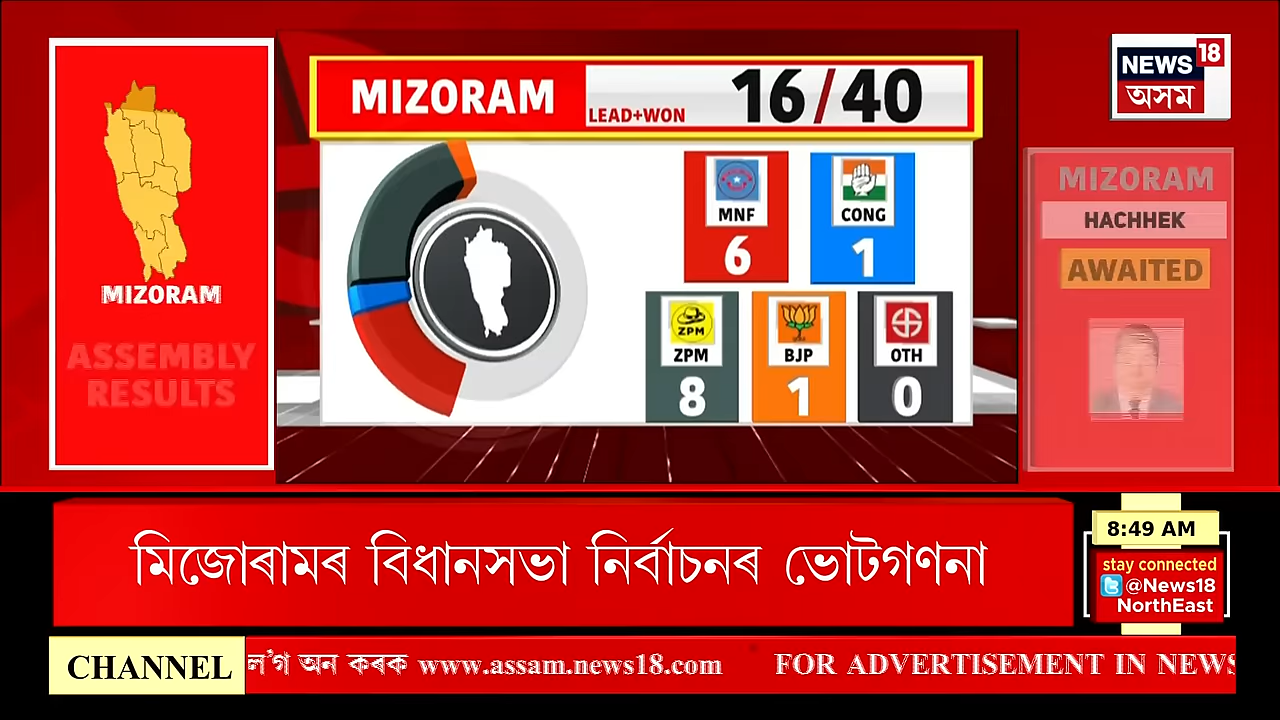 MIZORAM
ASSEMBLY
RESULTS
MIZORAM
LEAD+WON
16/40
MNF
6
CONG
1
ZPM
ZPM
8
BJP
1
OTH
0
NEWS 18
অসম
MIZORAM
HACHHEK
AWAITED
মিজোৰামৰ বিধানসভা নিৰ্বাচনৰ ভোটগণনা
8:49 AM
stay connected
@News18
NorthEast
CHANNEL
ল'গ অন কৰক www.assam.news18.com FOR ADVERTISEMENT IN NEWS